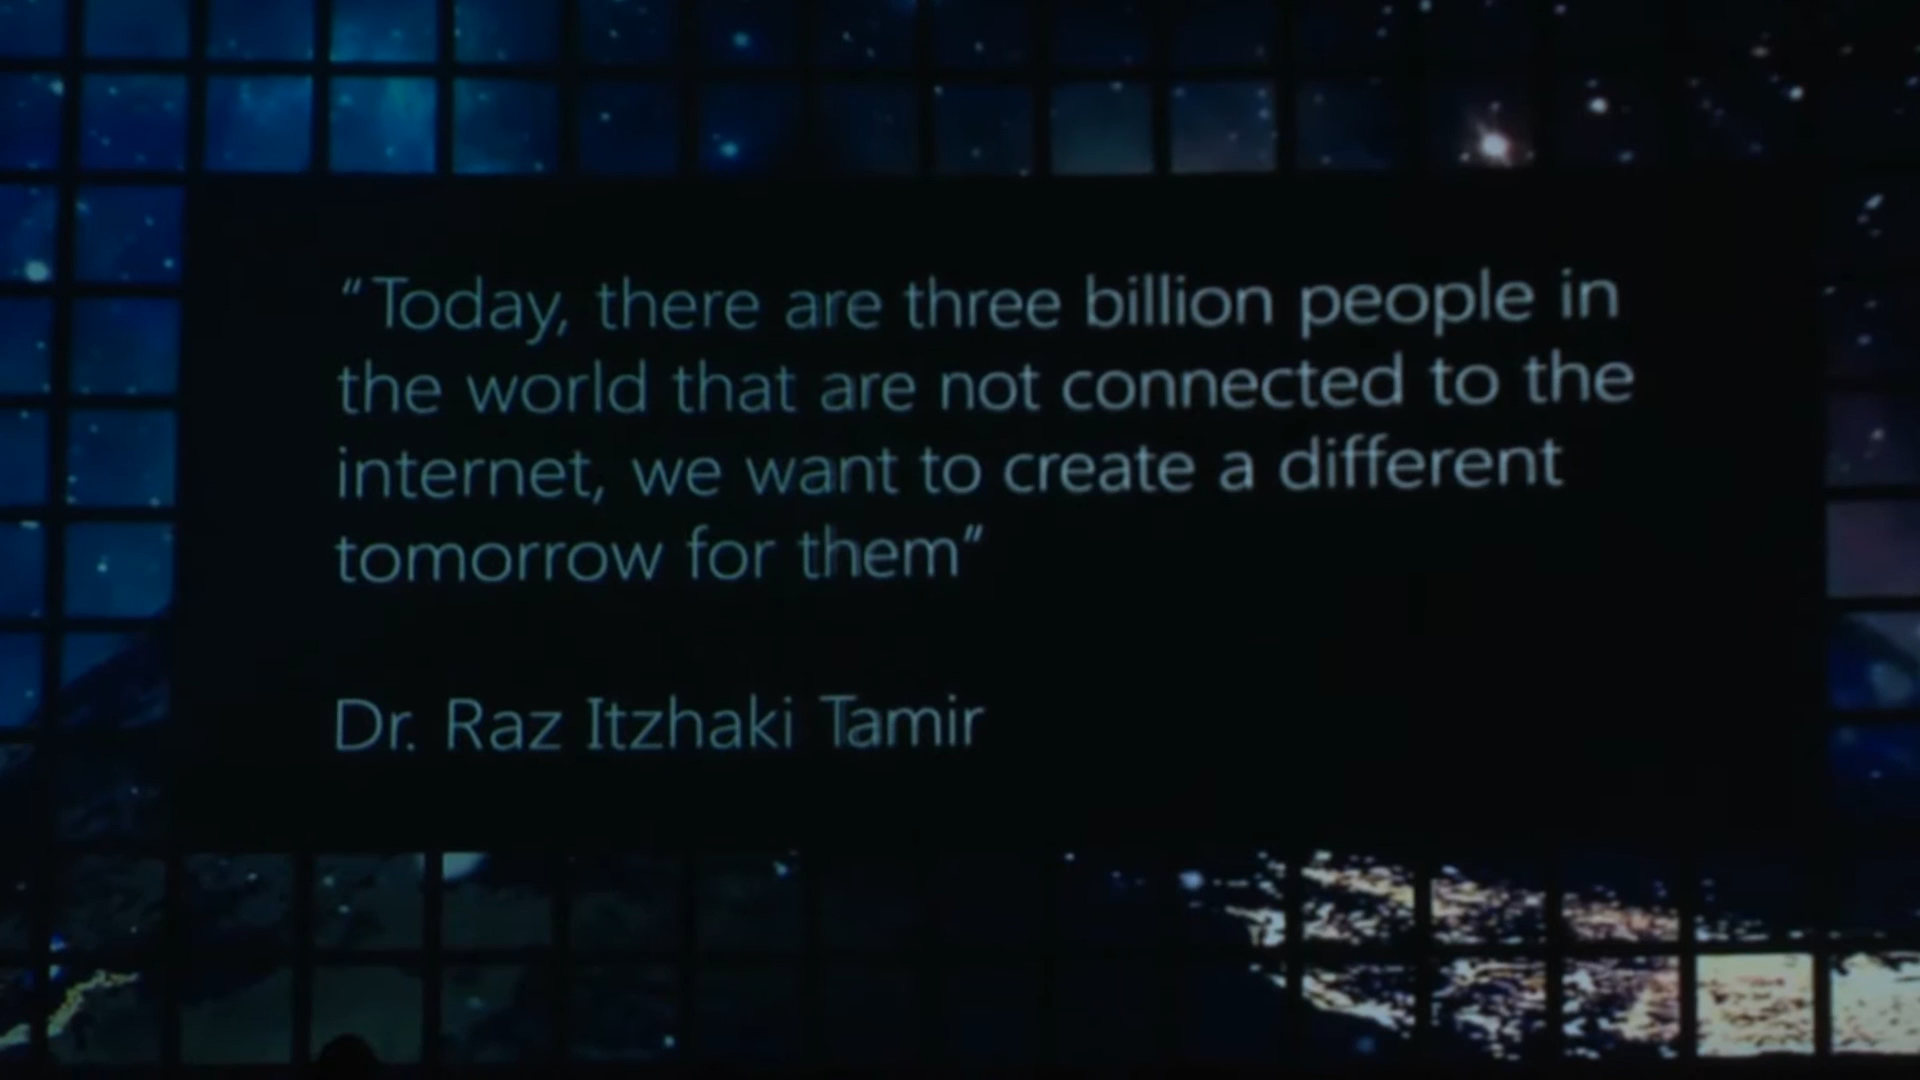 “Today, there are three billion people in
the world that are not connected to the
internet, we want to create a different
tomorrow for them”
Dr. Raz Itzhaki Tamir